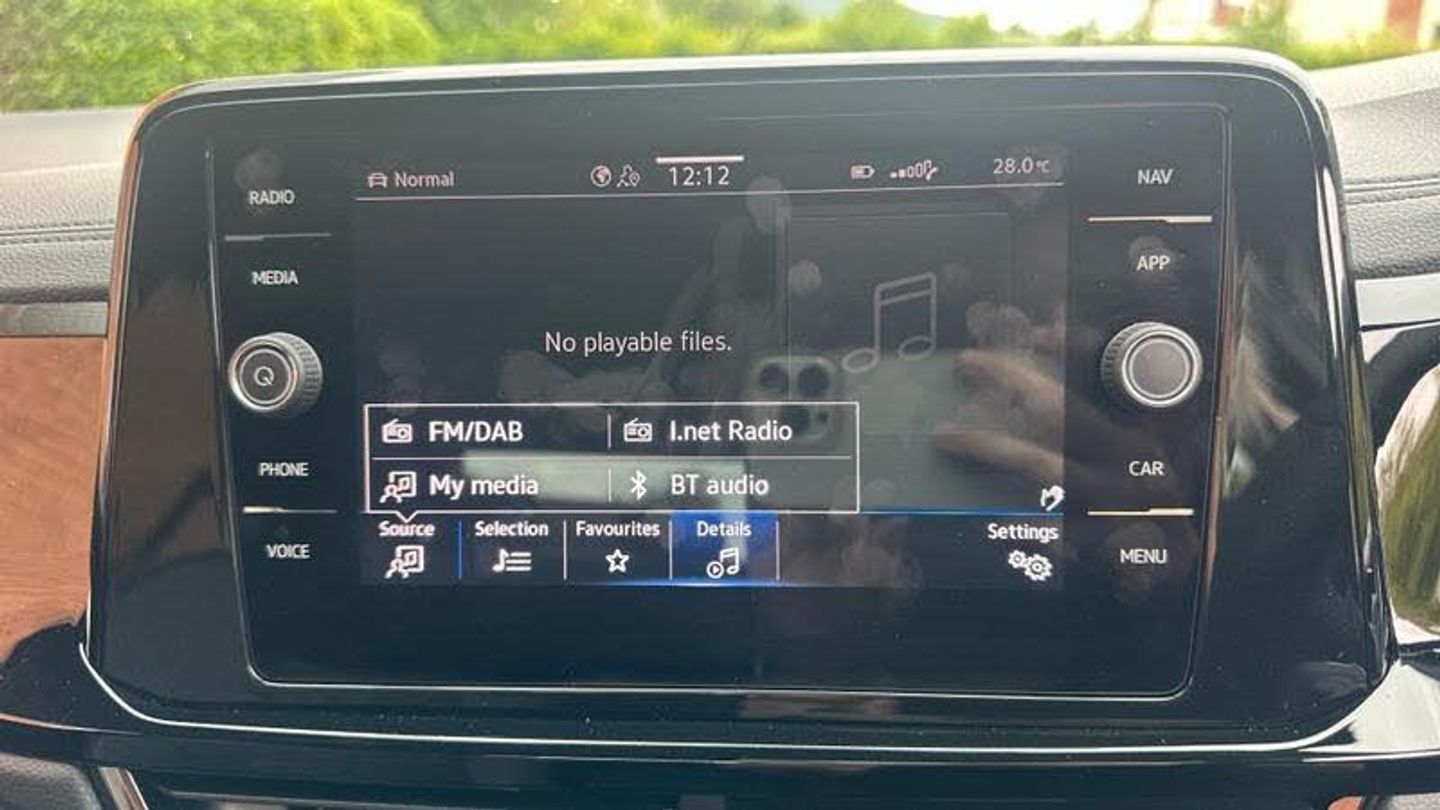 Normal
12:12
28.0°C
RADIO
MEDIA
PHONE
VOICE
No playable files.
FM/DAB
I.net Radio
My media
BT audio
Source
Selection
Favourites
Details
Settings
NAV
APP
CAR
MENU